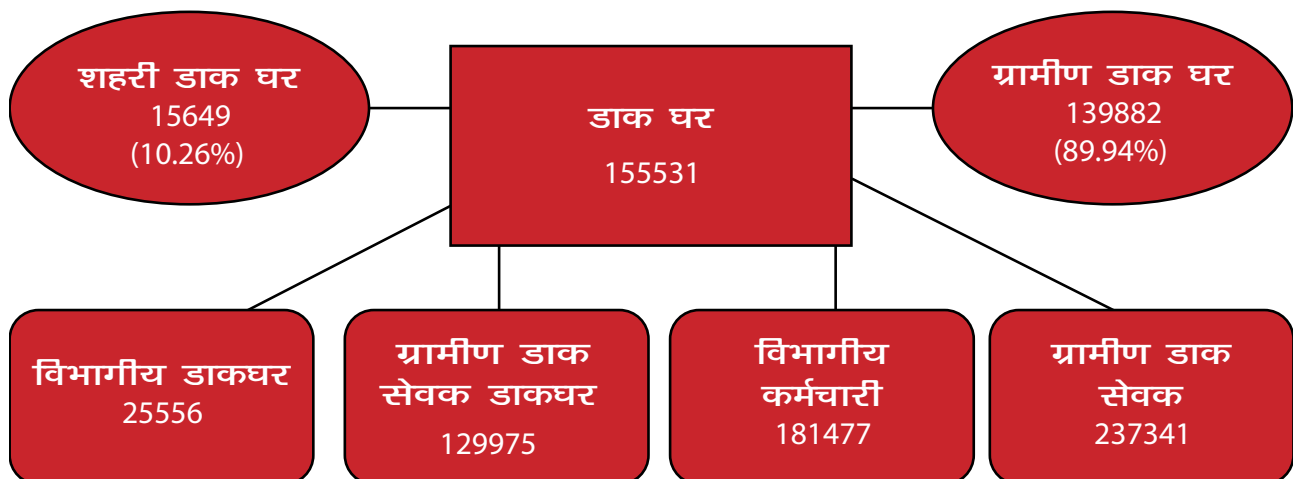 शहरी डाक घर
15649
(10.26%)
डाक घर
155531
ग्रामीण डाक घर
139882
(89.94%)
विभागीय डाकघर
25556
ग्रामीण डाक
सेवक डाकघर
129975
विभागीय
कर्मचारी
181477
ग्रामीण डाक
सेवक
237341